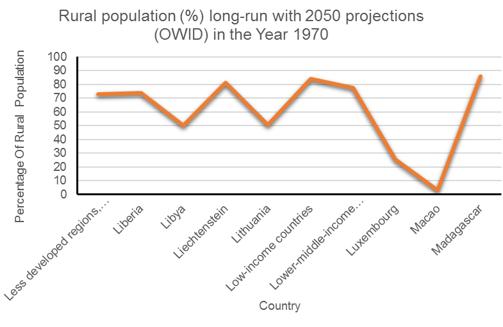 Rural population (%) long-run with 2050 projections
(OWID) in the Year 1970
Percentage Of Rural Population
100
90
80
70
60
50
40
30
20
10
0
Less developed regions,...
Liberia
Libya
Liechtenstein
Lithuania
Low-income countries
Lower-middle-income...
Luxembourg
Macao
Madagascar
Country